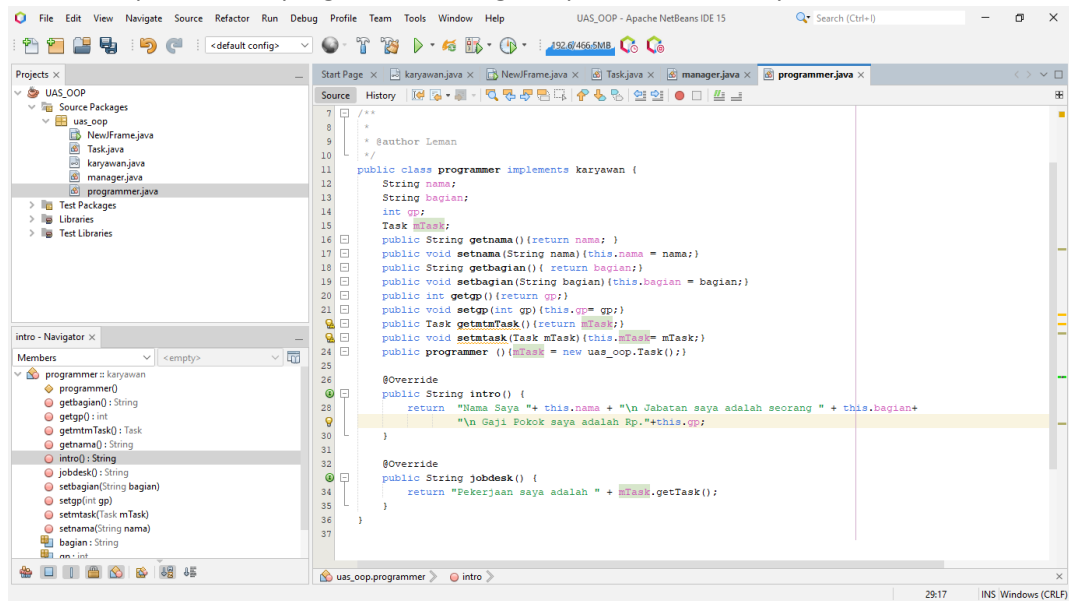 File Edit View Navigate Source Refactor Run Debug Profile Team Tools Window Help UAS_OOP - Apache NetBeans IDE 15 Search (Ctrl+I)
<default config> 192.6/466.5MB
Projects
UAS_OOP
Source Packages
uas_oop
NewJFrame.java
Task.java
karyawan.java
manager.java
programmer.java
Test Packages
Libraries
Test Libraries
intro - Navigator
Members <empty>
programmer :: karyawan
programmer()
getbagian() : String
getgp() : int
getmtmTask() : Task
getnama() : String
intro() : String
jobdesk() : String
setbagian(String bagian)
setgp(int gp)
setmtask(Task mTask)
setnama(String nama)
bagian : String
gp : int
Start Page karyawan.java NewJFrame.java Task.java manager.java programmer.java
Source History
7 /**
8 *
9 * @author Leman
10 */
11 public class programmer implements karyawan {
12 String nama;
13 String bagian;
14 int gp;
15 Task mTask;
16 public String getnama(){return nama; }
17 public void setnama(String nama){this.nama = nama;}
18 public String getbagian(){ return bagian;}
19 public void setbagian(String bagian){this.bagian = bagian;}
20 public int getgp(){return gp;}
21 public void setgp(int gp){this.gp= gp;}
public Task getmtmTask(){return mTask;}
public void setmtask(Task mTask){this.mTask= mTask;}
24 public programmer (){mTask = new uas_oop.Task();}
25
26 @Override
public String intro() {
28 return "Nama Saya "+ this.nama + "\n Jabatan saya adalah seorang " + this.bagian+
"\n Gaji Pokok saya adalah Rp."+this.gp;
30 }
31
32 @Override
public String jobdesk() {
34 return "Pekerjaan saya adalah " + mTask.getTask();
35 }
36 }
37
uas_oop.programmer intro
29:17 INS Windows (CRLF)